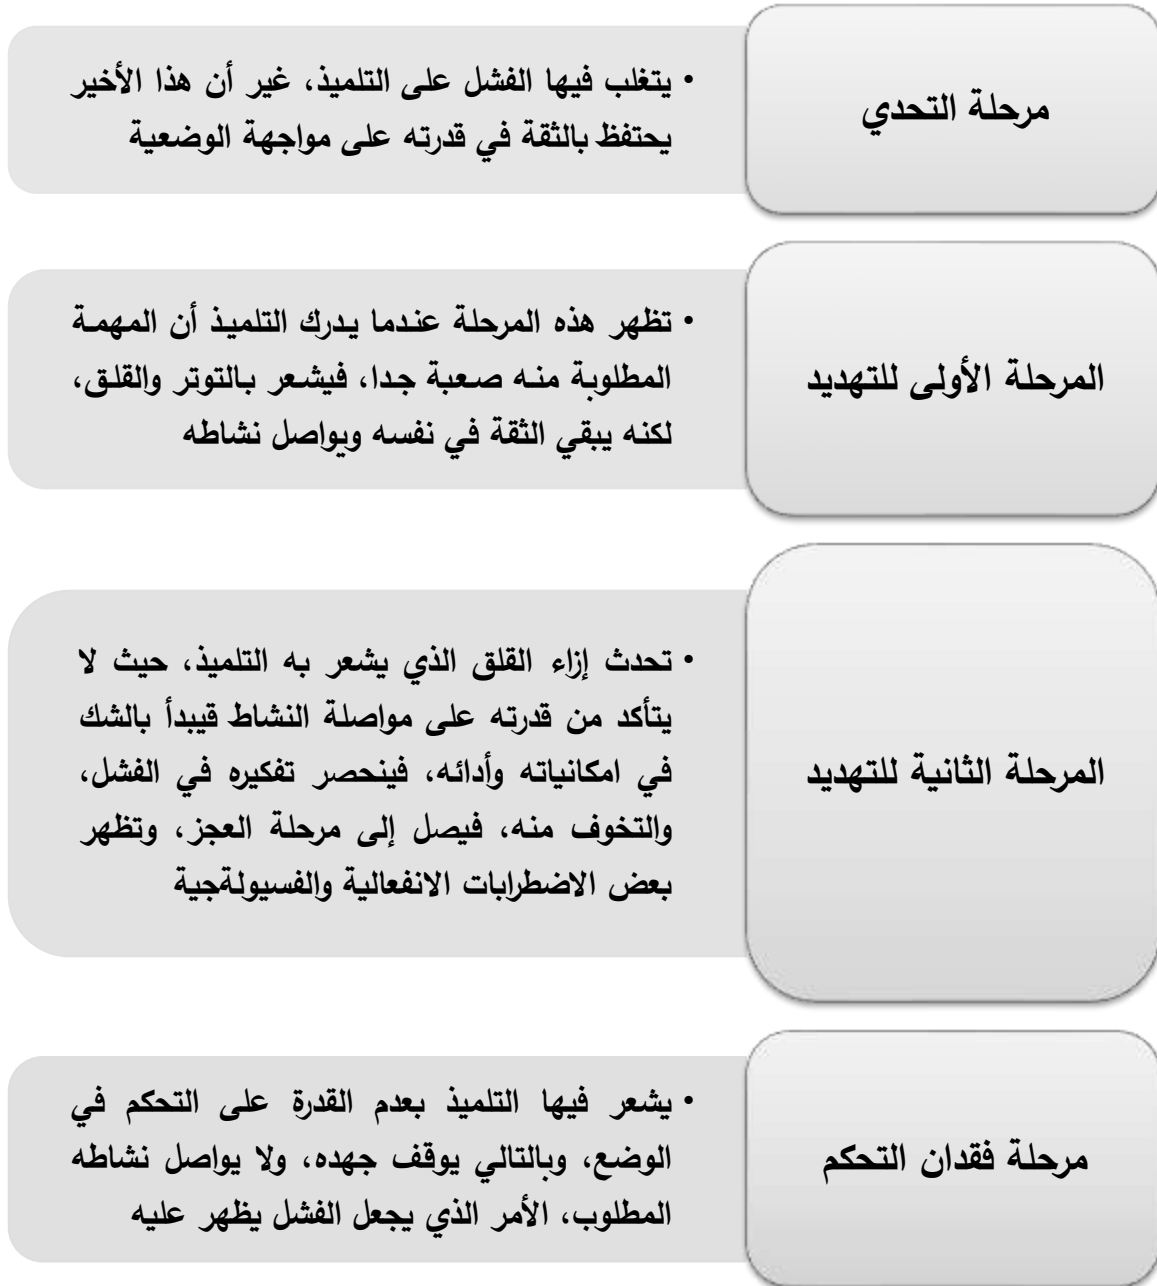 مرحلة التحدي
• يتغلب فيها الفشل على التلميذ، غير أن هذا الأخير
يحتفظ بالثقة في قدرته على مواجهة الوضعية
المرحلة الأولى للتهديد
• تظهر هذه المرحلة عندما يدرك التلميذ أن المهمة
المطلوبة منه صعبة جدا، فيشعر بالتوتر والقلق،
لكنه يبقي الثقة في نفسه ويواصل نشاطه
المرحلة الثانية للتهديد
• تحدث إزاء القلق الذي يشعر به التلميذ، حيث لا
يتأكد من قدرته على مواصلة النشاط قيبدأ بالشك
في امكانياته وأدائه، فينحصر تفكيره في الفشل،
والتخوف منه، فيصل إلى مرحلة العجز، وتظهر
بعض الاضطرابات الانفعالية والفسيولةجية
مرحلة فقدان التحكم
• يشعر فيها التلميذ بعدم القدرة على التحكم في
الوضع، وبالتالي يوقف جهده، ولا يواصل نشاطه
المطلوب، الأمر الذي يجعل الفشل يظهر عليه